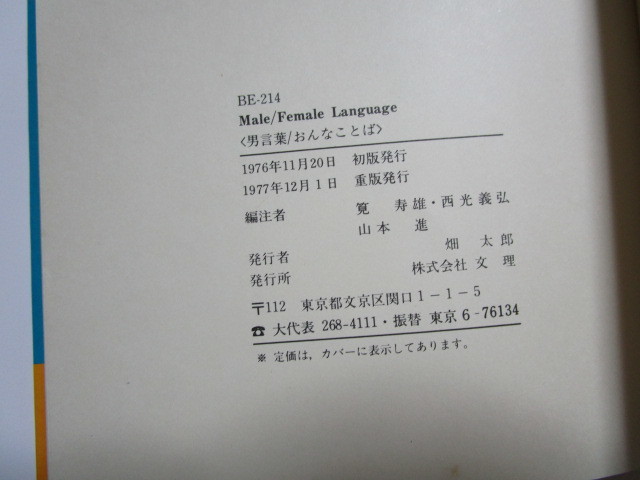 BE-214
Male/Female Language
〈男言葉/おんなことば〉
1976年11月20日 初版発行
1977年12月1日 重版発行
編注者 筧 寿雄・西光義弘
山本 進
発行者 畑 太郎
発行所 株式会社 文理
〒112 東京都文京区関口1-1-5
☎ 大代表 268-4111・振替 東京6-76134
※ 定価は，カバーに表示してあります。